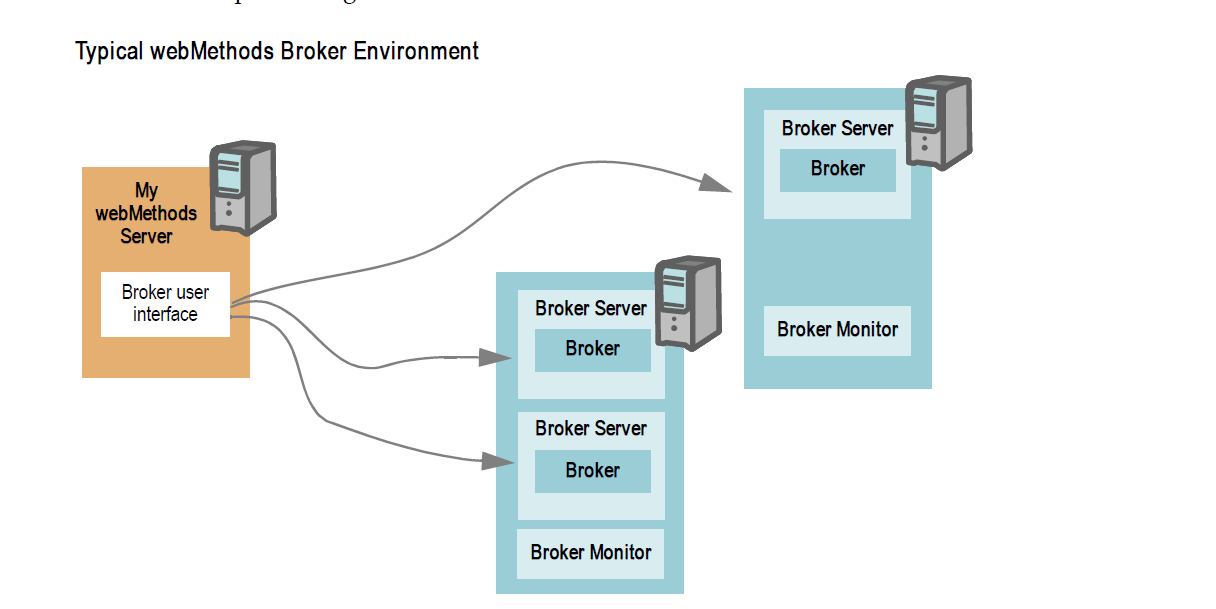 Typical webMethods Broker Environment
My
webMethods
Server
Broker user
interface
Broker Server
Broker
Broker Server
Broker
Broker Monitor
Broker Server
Broker
Broker Monitor